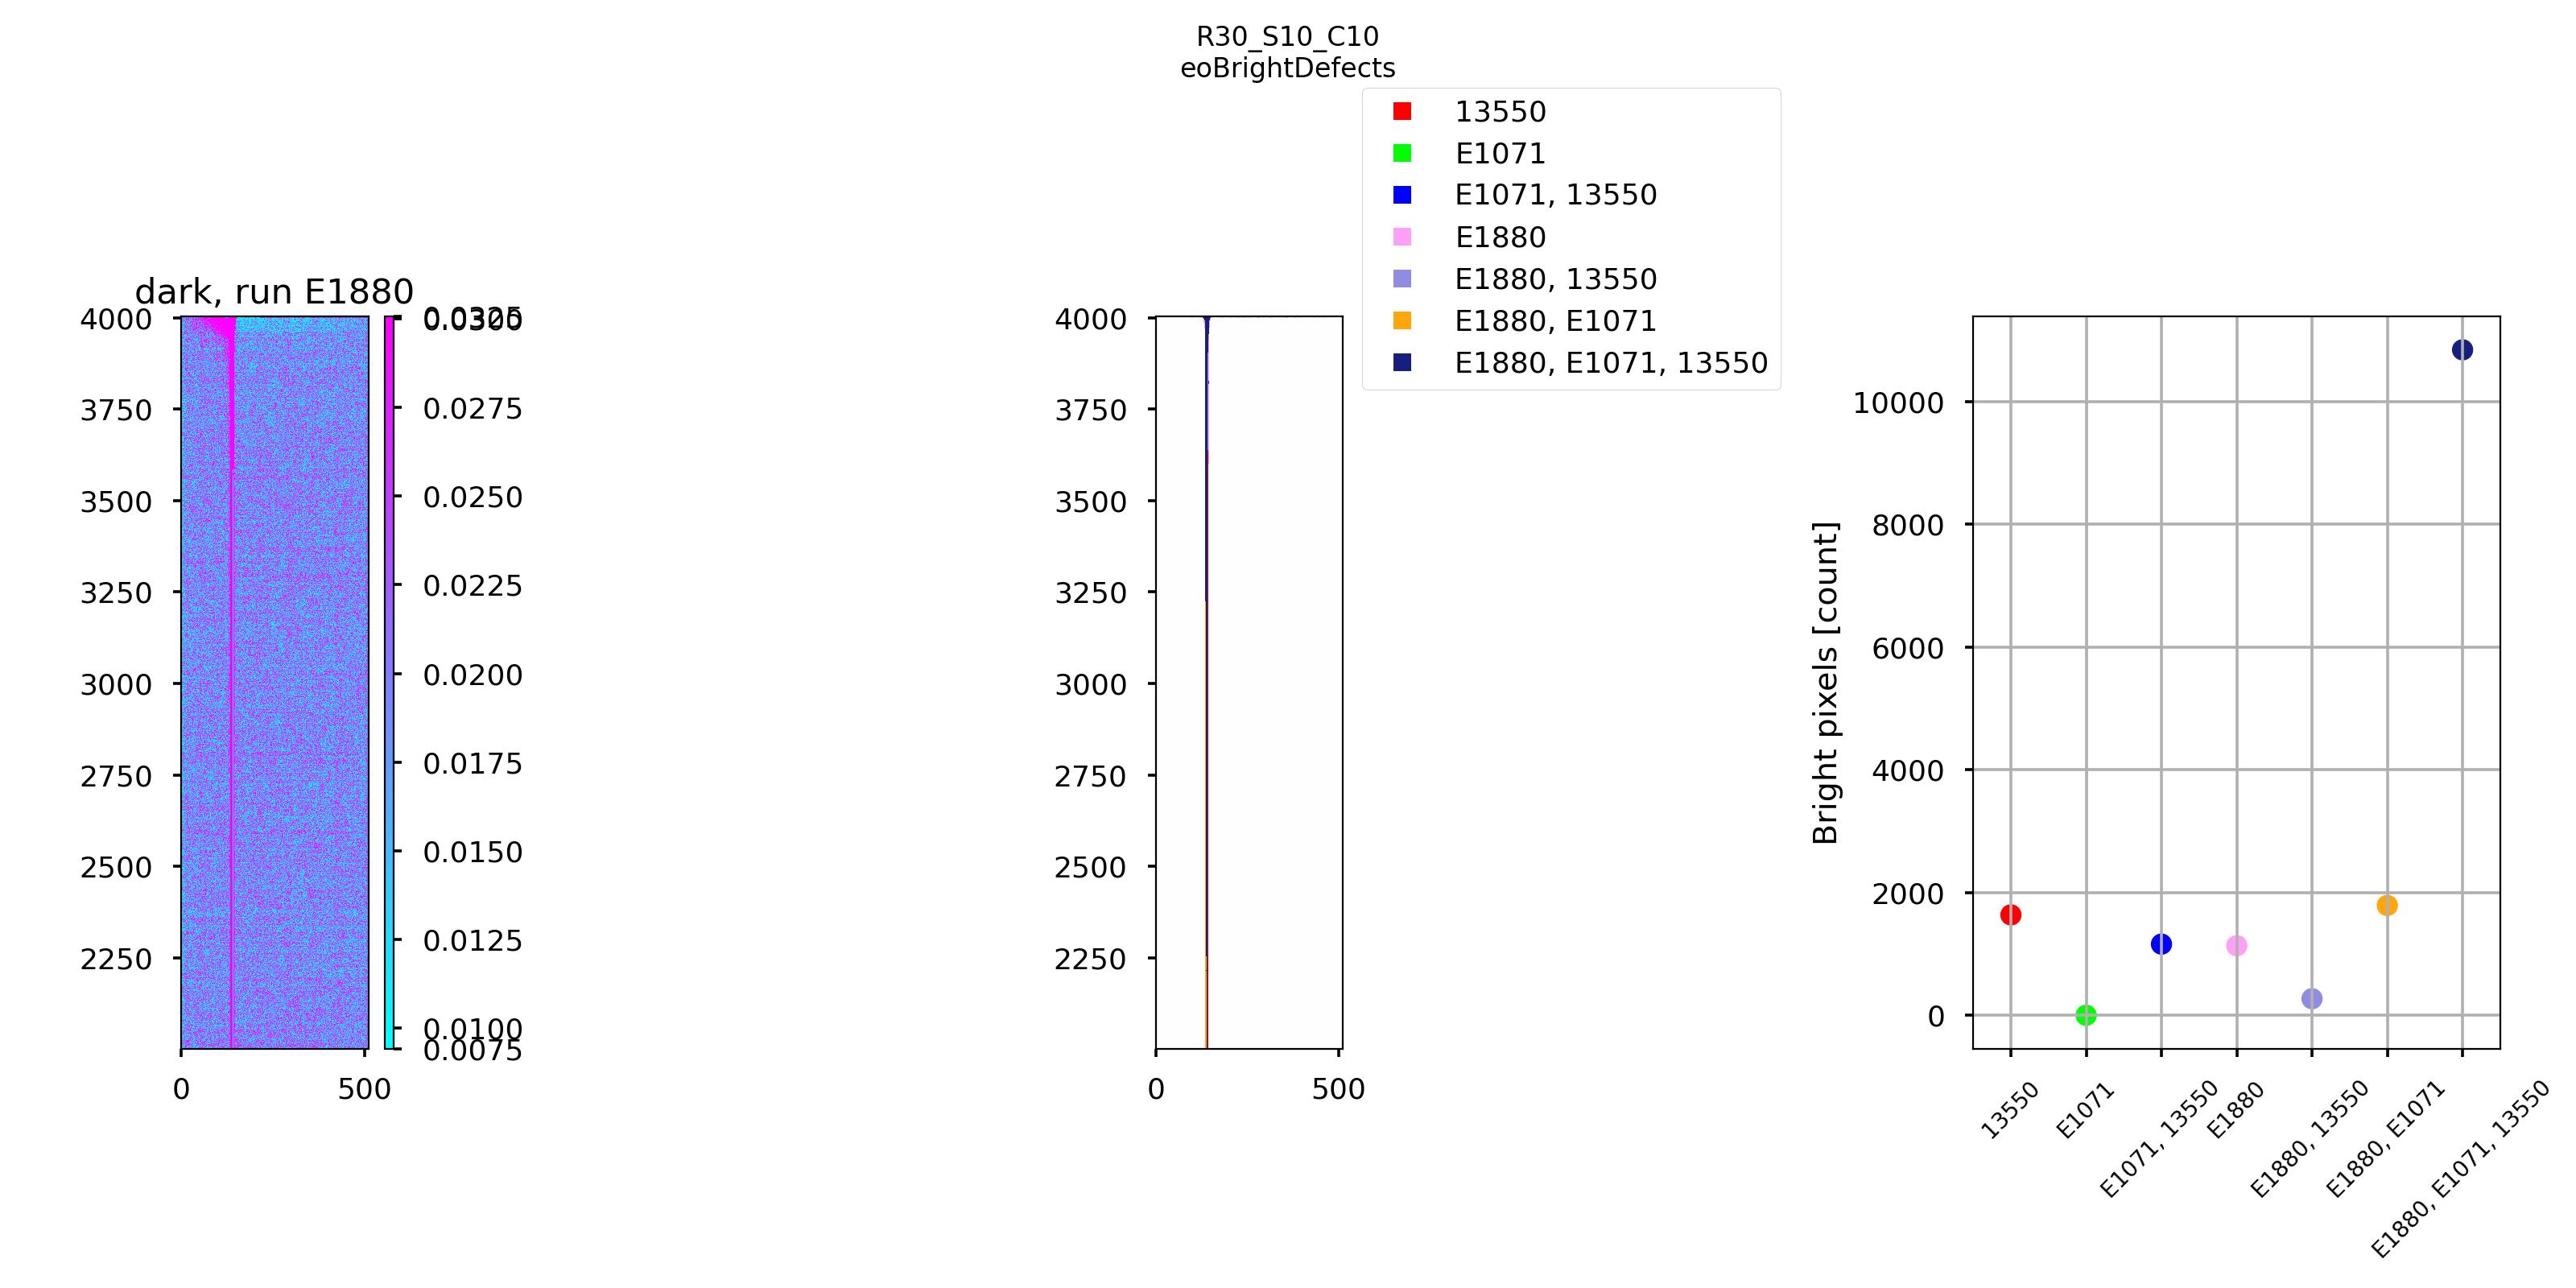 R30_S10_C10
eoBrightDefects
13550
E1071
E1071, 13550
E1880
E1880, 13550
E1880, E1071
E1880, E1071, 13550
dark, run E1880
4000
3750
3500
3250
3000
2750
2500
2250
0
500
0.0325
0.0300
0.0275
0.0250
0.0225
0.0200
0.0175
0.0150
0.0125
0.0100
0.0075
4000
3750
3500
3250
3000
2750
2500
2250
0
500
Bright pixels [count]
10000
8000
6000
4000
2000
0
13550
E1071
E1071, 13550
E1880
E1880, 13550
E1880, E1071
E1880, E1071, 13550